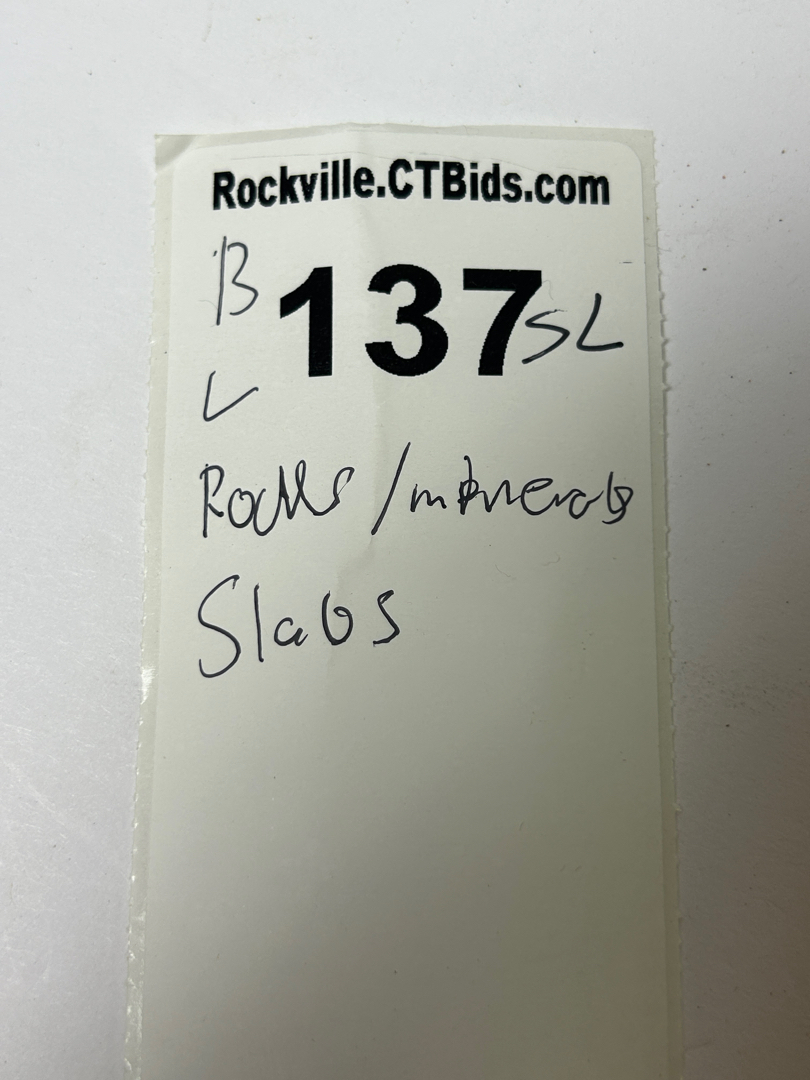 Rockville.CTBids.com
B 137 SL
L
Rocks / minerals
Slabs